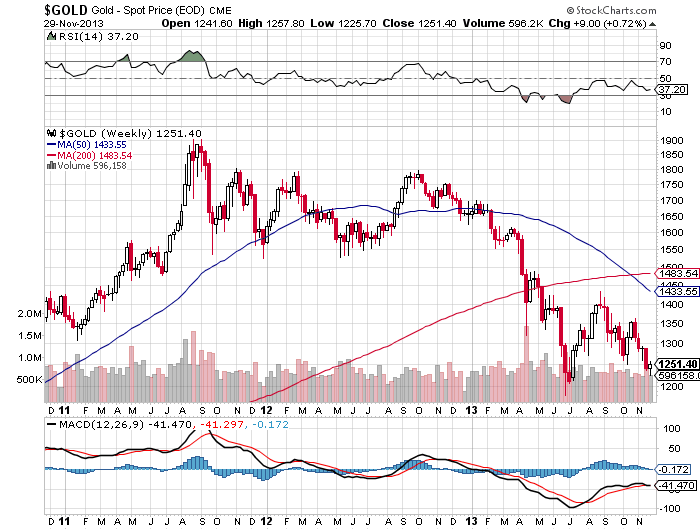 $GOLD Gold - Spot Price (EOD) CME © StockCharts.com
29-Nov-2013 Open 1241.60 High 1257.80 Low 1225.70 Close 1251.40 Volume 596.2K Chg +9.00 (+0.72%)
RSI(14) 37.20
90
70
50
37.20
30
10
$GOLD (Weekly) 1251.40
MA(50) 1433.55
MA(200) 1483.54
Volume 596,158
1900
1850
1800
1750
1700
1650
1600
1550
1500
1483.54
1450
1433.55
1400
1350
1300
1251.40
596158.0
1200
2.0M
1.5M
1.0M
500K
D 11 F M A M J J A S O N D 12 F M A M J J A S O N D 13 F M A M J J A S O N
MACD(12,26,9) -41.470, -41.297, -0.172
100
50
-0.172
-41.470
-100
D 11 F M A M J J A S O N D 12 F M A M J J A S O N D 13 F M A M J J A S O N